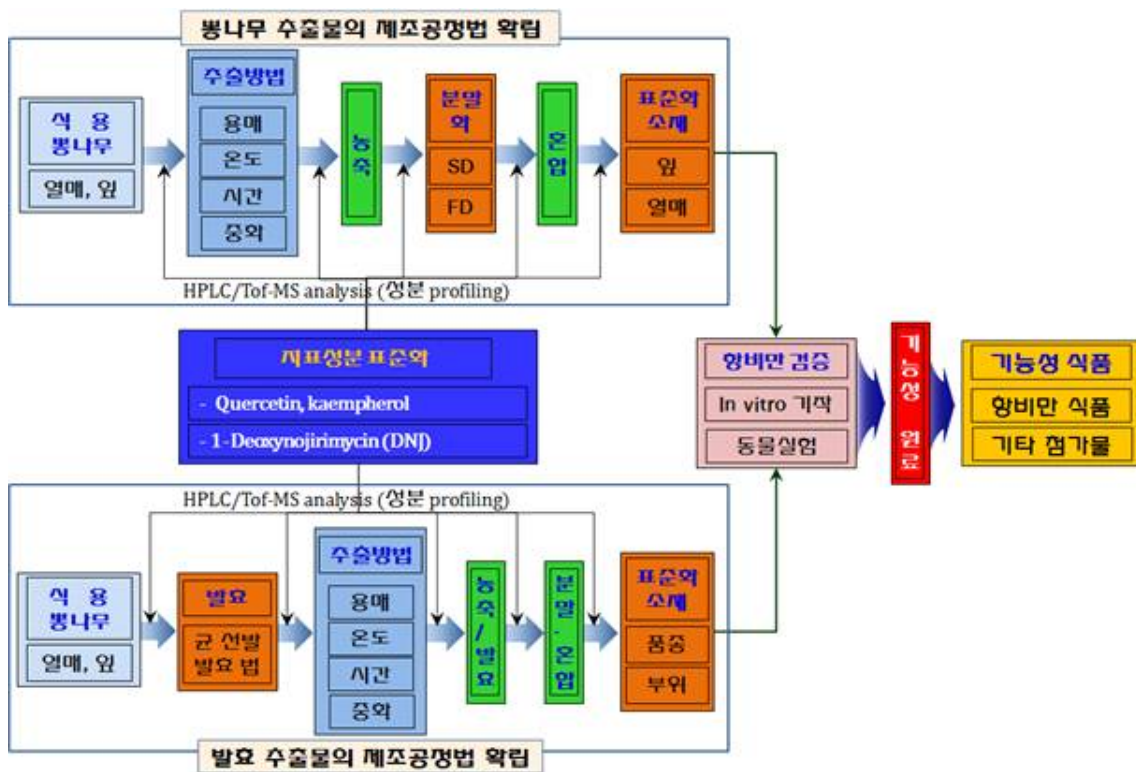 뽕나무 추출물의 제조공정법 확립
식 용
뽕나무
열매, 잎
추출방법
용매
온도
시간
중화
농축
분말
화
SD
FD
혼합
표준화
소재
잎
열매
HPLC/Tof-MS analysis (성분 profiling)
지표성분 표준화
- Quercetin, kaempherol
- 1-Deoxynojirimycin (DNJ)
항비만 검증
In vitro 기작
동물실험
기능성 원료
기능성 식품
항비만 식품
기타 첨가물
HPLC/Tof-MS analysis (성분 profiling)
식 용
뽕나무
열매, 잎
발효
균 선발
발효 법
추출방법
용매
온도
시간
중화
농축/발효
분말·혼합
표준화
소재
품종
부위
발효 추출물의 제조공정법 확립